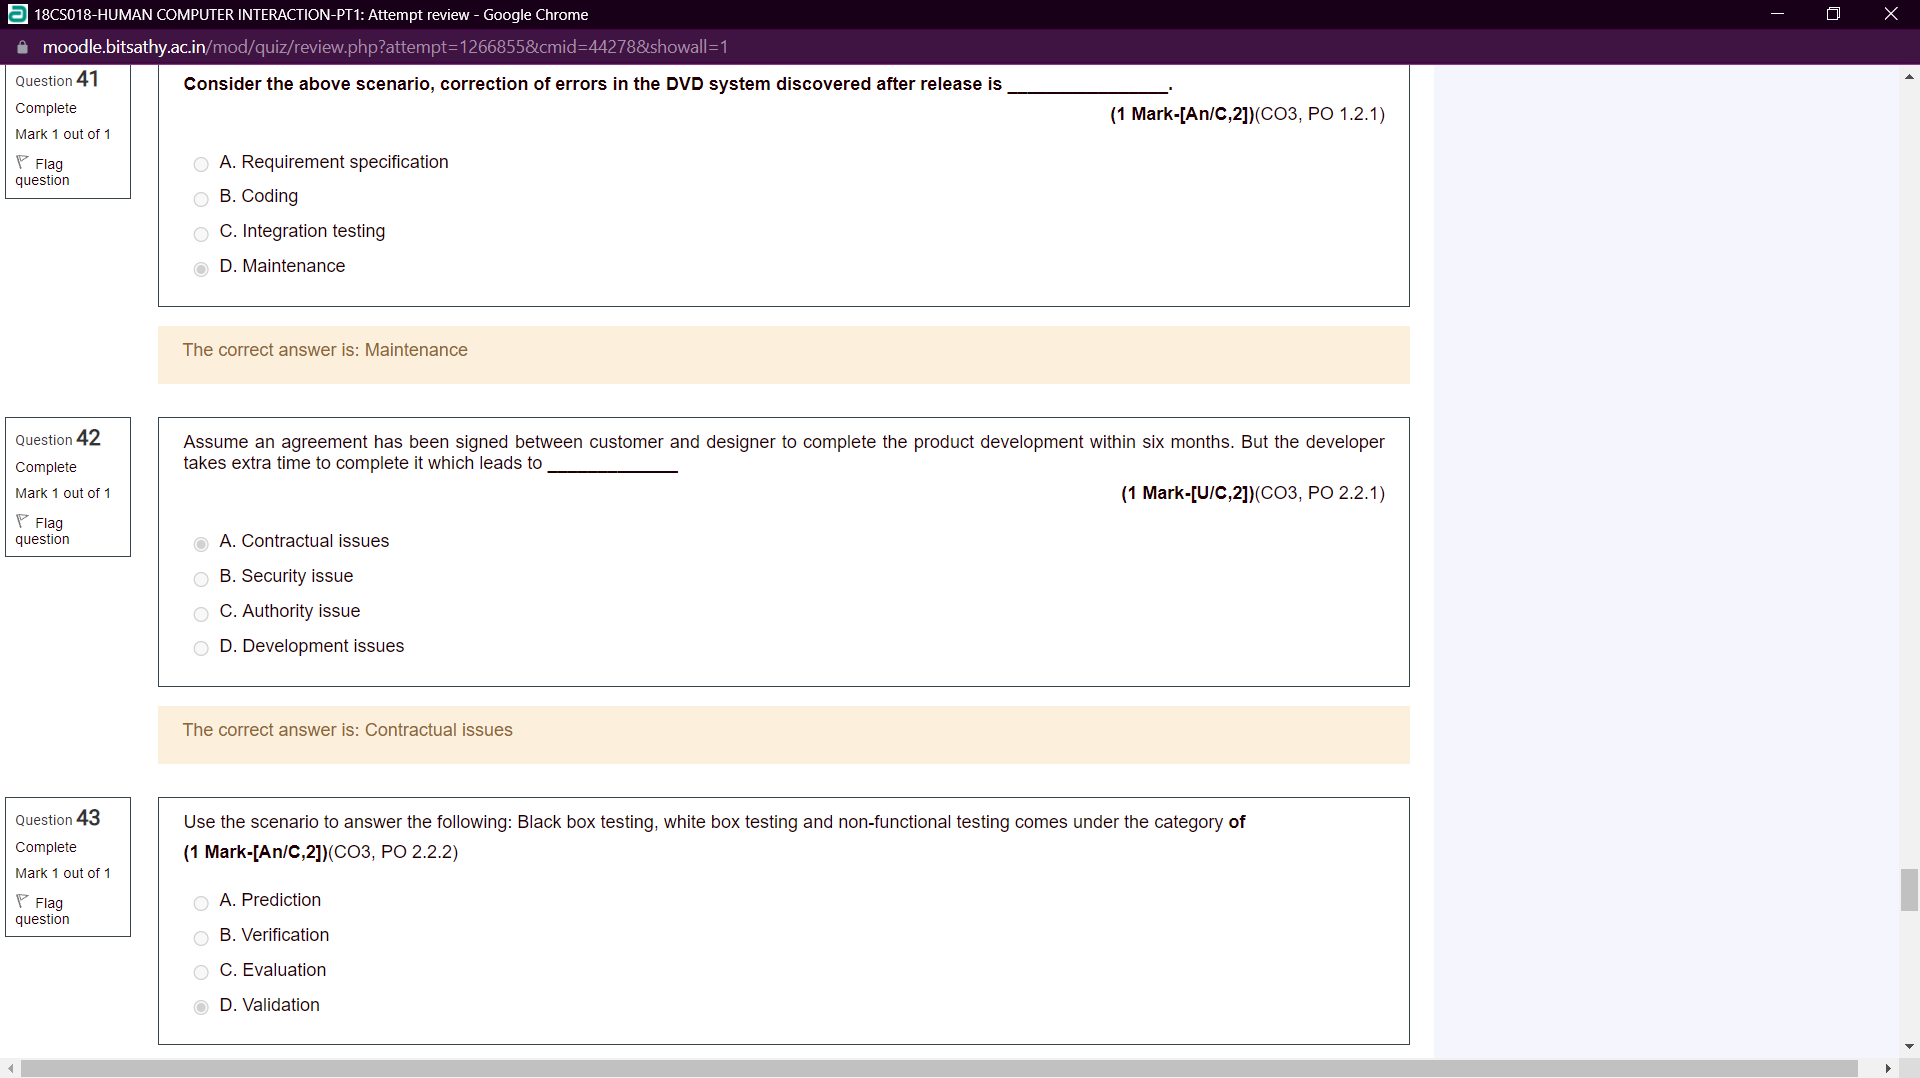 18CS018-HUMAN COMPUTER INTERACTION-PT1: Attempt review - Google Chrome
moodle.bitsathy.ac.in/mod/quiz/review.php?attempt=1266855&cmid=44278&showall=1
Question 41
Complete
Mark 1 out of 1
Flag
question
Consider the above scenario, correction of errors in the DVD system discovered after release is ________________.
(1 Mark-[An/C,2])(CO3, PO 1.2.1)
A. Requirement specification
B. Coding
C. Integration testing
D. Maintenance
The correct answer is: Maintenance
Question 42
Complete
Mark 1 out of 1
Flag
question
Assume an agreement has been signed between customer and designer to complete the product development within six months. But the developer
takes extra time to complete it which leads to _____________
(1 Mark-[U/C,2])(CO3, PO 2.2.1)
A. Contractual issues
B. Security issue
C. Authority issue
D. Development issues
The correct answer is: Contractual issues
Question 43
Complete
Mark 1 out of 1
Flag
question
Use the scenario to answer the following: Black box testing, white box testing and non-functional testing comes under the category of
(1 Mark-[An/C,2])(CO3, PO 2.2.2)
A. Prediction
B. Verification
C. Evaluation
D. Validation